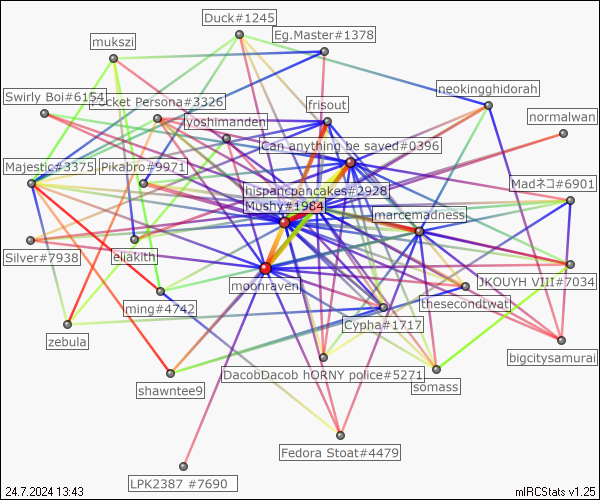 Duck#1245
Eg.Master#1378
mukszi
neokingghidorah
Swirly Boi#6154
Pocket Persona#3326
frisout
normalwan
yoshimanden
Can anything be saved#0396
Majestic#3375
Pikabro#9971
hispancpancakes#2928
Madネコ#6901
Mushy#1984
marcemadness
Silver#7938
eliakith
moonraven
JKOUYH VIII#7034
ming#4742
thesecondtwat
Cypha#1717
zebula
bigcitysamurai
DacobDacob hORNY police#5271
shawntee9
somass
Fedora Stoat#4479
LPK2387 #7690
24.7.2024 13:43
mIRCStats v1.25